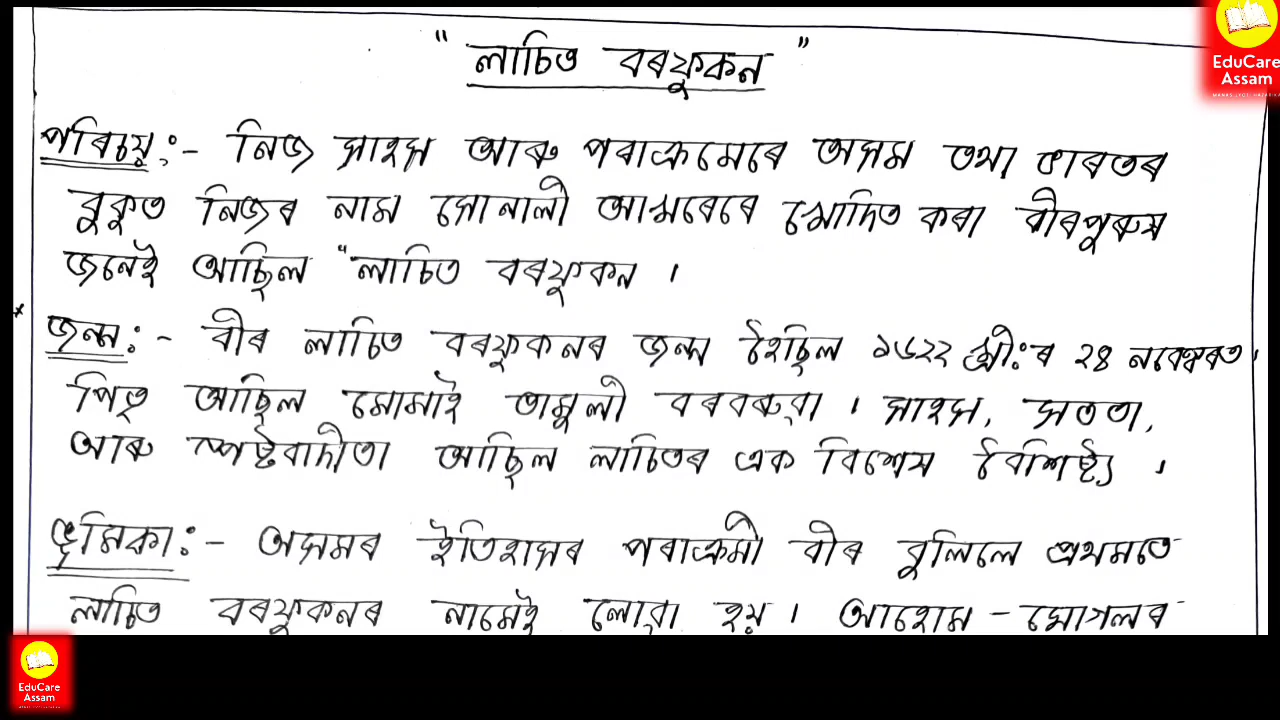 " লাচিত বৰফুকন "
EduCare
Assam
পৰিচয়:- নিজ সাহস আৰু পৰাক্ৰমেৰে অসম তথা ভাৰতৰ
বুকুত নিজৰ নাম সোনালী আখৰেৰে খোদিত কৰা বীৰপুৰুষ
জনেই আছিল "লাচিত বৰফুকন ।
জন্ম:- বীৰ লাচিত বৰফুকনৰ জন্ম হৈছিল ১৬২২ খ্ৰী:ৰ ২৪ নৱেম্বৰত ।
পিতৃ আছিল মোমাই তামুলী বৰবৰুৱা । সাহস, সততা,
আৰু স্পষ্টবাদীতা আছিল লাচিতৰ এক বিশেষ বৈশিষ্ট্য ।
ভূমিকা:- অসমৰ ইতিহাসৰ পৰাক্ৰমী বীৰ বুলিলে প্ৰথমতে
লাচিত বৰফুকনৰ নামেই লোৱা হয় । আহোম - মোগলৰ
EduCare
Assam